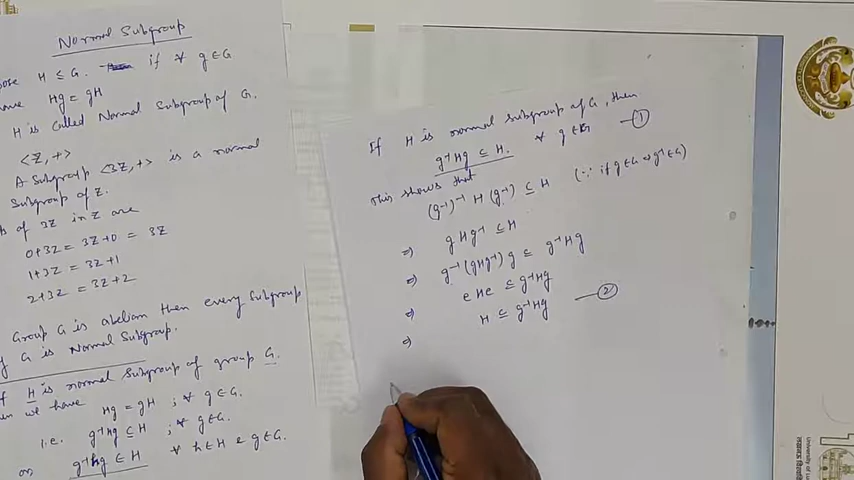 Normal Subgroup
H ≤ G. if ∀ g∈G
Hg = gH
H is called Normal Subgroup of G.
<Z, +>
A Subgroup <3Z, +> is a normal
Subgroup of Z.
of 3Z in Z are
0+3Z = 3Z+0 = 3Z
1+3Z = 3Z+1
2+3Z = 3Z+2
Group G is abelian then every Subgroup
G is Normal Subgroup.
H is normal Subgroup of group G.
we have
Hg = gH ; ∀ g∈G.
i.e. g⁻¹Hg ⊆ H ; ∀ g∈G.
or g⁻¹hg ∈ H ∀ h∈H & g∈G.
If H is normal subgroup of G, then
g⁻¹Hg ⊆ H. ∀ g∈G —①
This shows that
(g⁻¹)⁻¹ H (g⁻¹) ⊆ H (∵ if g∈G ⇒ g⁻¹∈G)
⇒ gHg⁻¹ ⊆ H
⇒ g⁻¹(gHg⁻¹)g ⊆ g⁻¹Hg
⇒ eHe ⊆ g⁻¹Hg
⇒ H ⊆ g⁻¹Hg —②